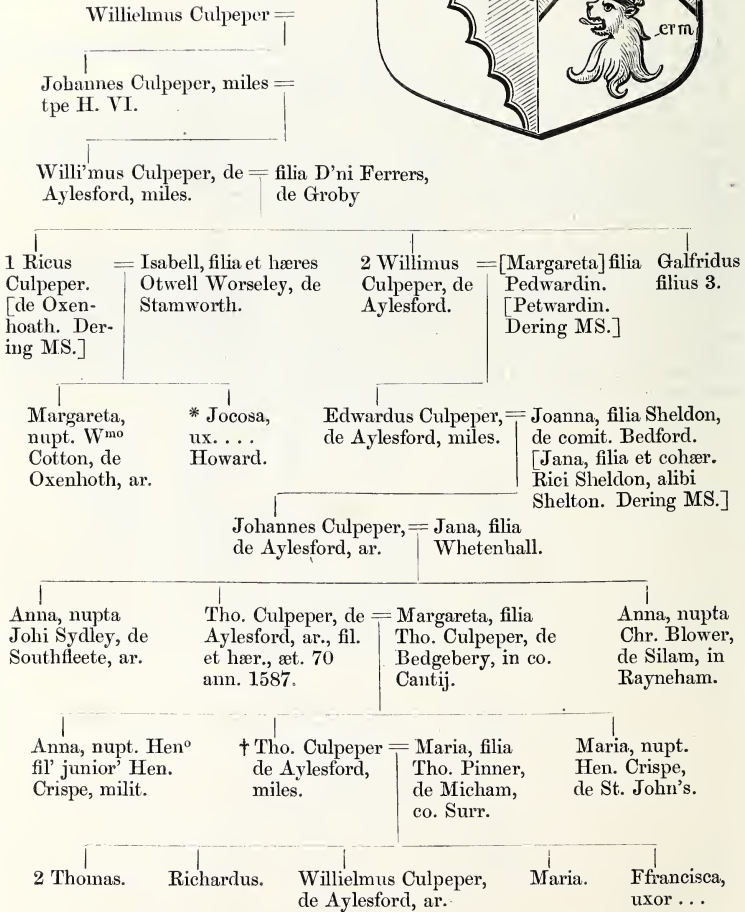 Willielmus Culpeper =
erm
Johannes Culpeper, miles =
tpe H. VI.
Willi'mus Culpeper, de = filia D'ni Ferrers,
Aylesford, miles. de Groby
1 Ricus
Culpeper.
[de Oxen-
hoath. Der-
ing MS.]
= Isabell, filia et hæres
Otwell Worseley, de
Stamworth.
2 Willimus
Culpeper, de
Aylesford.
= [Margareta] filia
Pedwardin.
[Petwardin.
Dering MS.]
Galfridus
filius 3.
Margareta,
nupt. Wmo
Cotton, de
Oxenhoth, ar.
* Jocosa,
ux. . . .
Howard.
Edwardus Culpeper,
de Aylesford, miles.
= Joanna, filia Sheldon,
de comit. Bedford.
[Jana, filia et cohær.
Rici Sheldon, alibi
Shelton. Dering MS.]
Johannes Culpeper,
de Aylesford, ar.
= Jana, filia
Whetenhall.
Anna, nupta
Johi Sydley, de
Southfleete, ar.
Tho. Culpeper, de
Aylesford, ar., fil.
et hær., æt. 70
ann. 1587.
= Margareta, filia
Tho. Culpeper, de
Bedgebery, in co.
Cantij.
Anna, nupta
Chr. Blower,
de Silam, in
Rayneham.
Anna, nupt. Heno
fil' junior' Hen.
Crispe, milit.
† Tho. Culpeper
de Aylesford,
miles.
= Maria, filia
Tho. Pinner,
de Micham,
co. Surr.
Maria, nupt.
Hen. Crispe,
de St. John's.
2 Thomas.
Richardus.
Willielmus Culpeper,
de Aylesford, ar.
Maria.
Ffrancisca,
uxor . . .